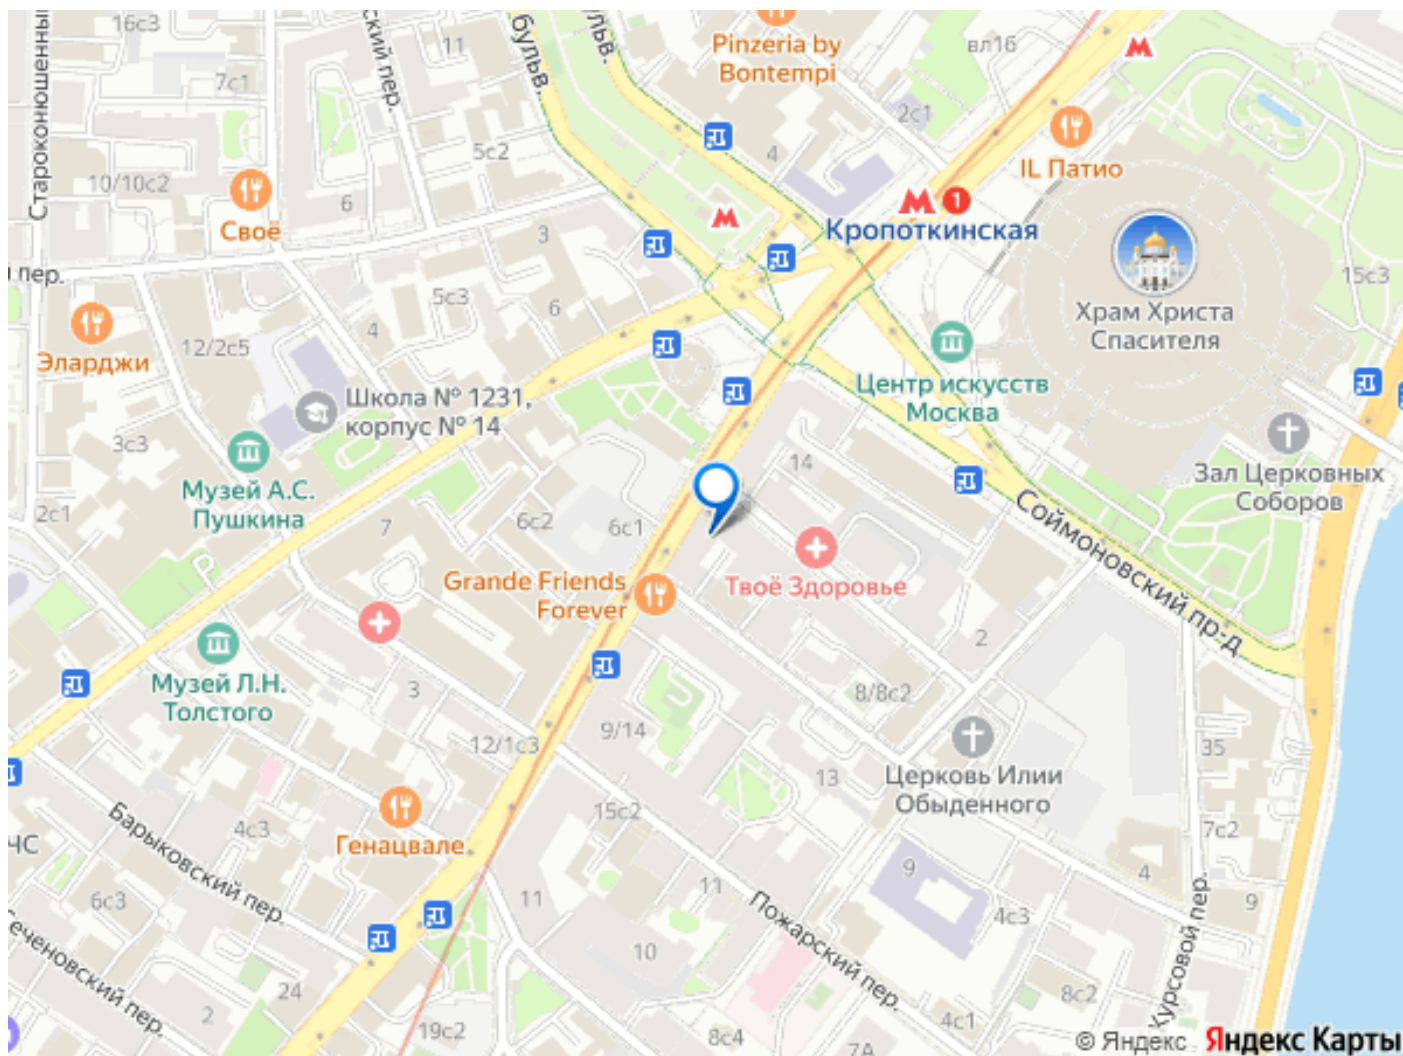 16с3
11
бульв.
ульв.
Pinzeria by
Bontempi
вл16
Староконюшенны
ский пер.
7с1
2с1
IL Патио
5с2
4
10/10с2
6
Своё
3
1
Кропоткинская
пер.
5с3
6
15с3
Храм Христа
Спасителя
Эларджи
12/2с5
4
Школа № 1231,
корпус № 14
Центр искусств
Москва
3с3
Музей А.С.
Пушкина
14
Зал Церковных
Соборов
2с1
7
6с2
6с1
Соймоновский пр-д
P
Grande Friends
Forever
Твоё Здоровье
2
Музей Л.Н.
Толстого
3
8/8с2
12/1с3
9/14
35
13
Церковь Илии
Обыденного
Барыковский пер.
4с3
Генацвале
15с2
7с2
ЧС
6с3
11
11
9
4
Пожарский пер.
4с3
9
Курсовой пер.
еченовский пер.
24
2
10
8с2
19с2
8с4
7А
4с1
© Яндекс Яндекс Карты